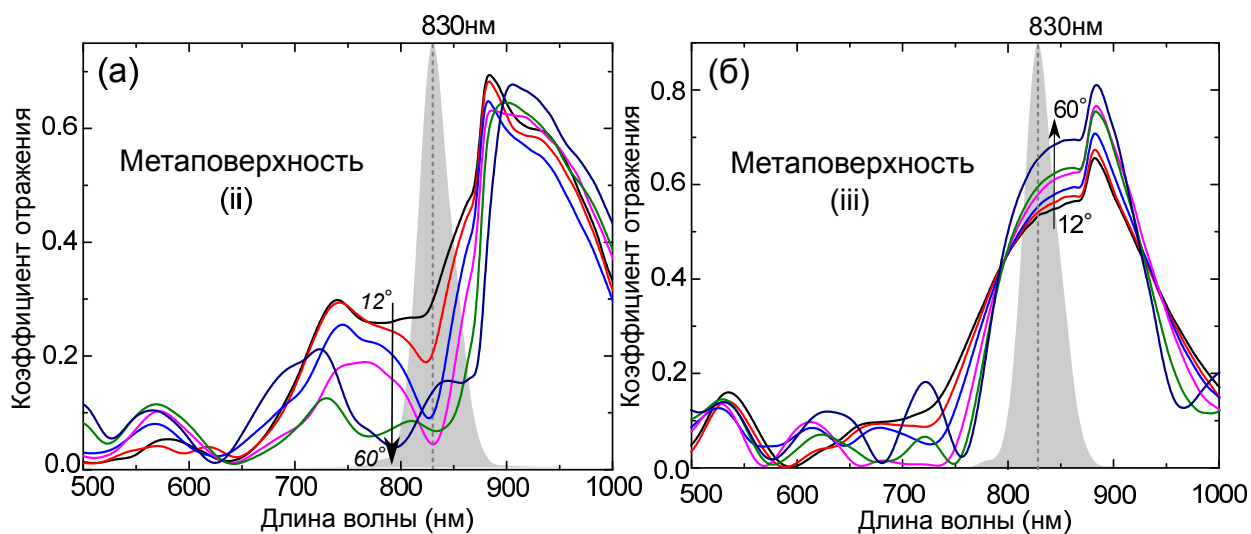 830нм
(а)
Коэффициент отражения
0.6
0.4
0.2
0.0
Метаповерхность
(ii)
12°
60°
500 600 700 800 900 1000
Длина волны (нм)
830нм
(б)
Коэффициент отражения
0.8
0.6
0.4
0.2
0.0
Метаповерхность
(iii)
60°
12°
500 600 700 800 900 1000
Длина волны (нм)